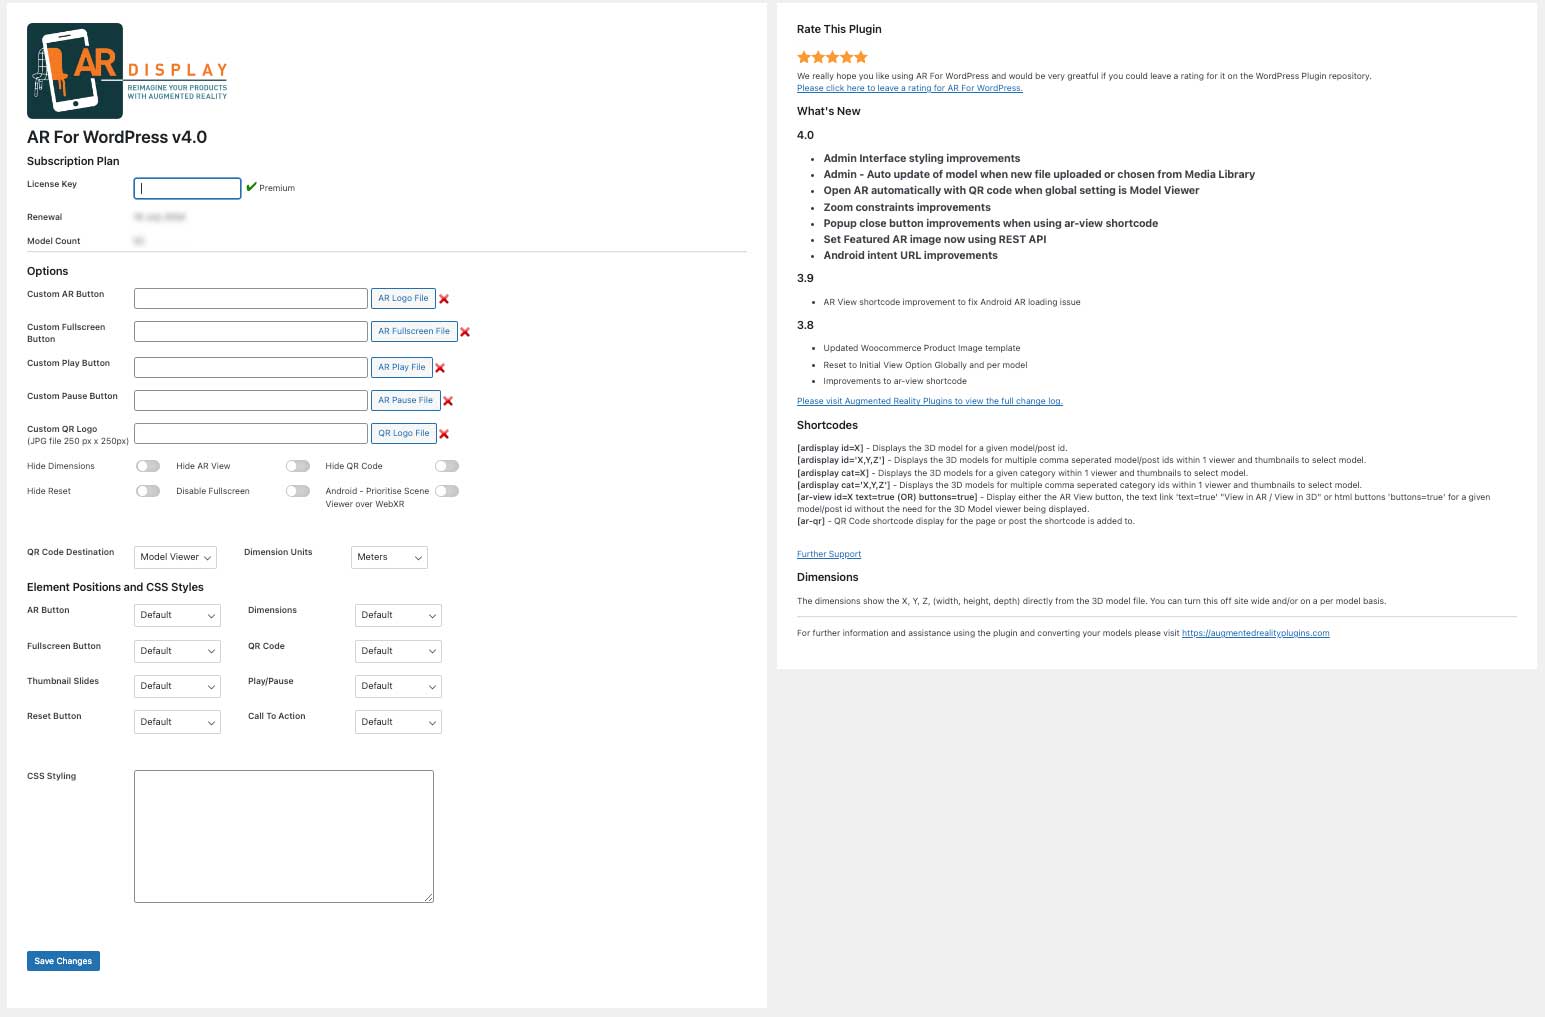 AR
DISPLAY
REIMAGINE YOUR PRODUCTS
WITH AUGMENTED REALITY
AR For WordPress v4.0
Subscription Plan
License Key
Premium
Renewal
Model Count
Options
Custom AR Button
AR Logo File
Custom Fullscreen
Button
AR Fullscreen File
Custom Play Button
AR Play File
Custom Pause Button
AR Pause File
Custom QR Logo
(JPG file 250 px x 250px)
QR Logo File
Hide Dimensions
Hide AR View
Hide QR Code
Hide Reset
Disable Fullscreen
Android - Prioritise Scene
Viewer over WebXR
QR Code Destination
Model Viewer
Dimension Units
Meters
Element Positions and CSS Styles
AR Button
Default
Dimensions
Default
Fullscreen Button
Default
QR Code
Default
Thumbnail Slides
Default
Play/Pause
Default
Reset Button
Default
Call To Action
Default
CSS Styling
Save Changes
Rate This Plugin
We really hope you like using AR For WordPress and would be very greatful if you could leave a rating for it on the WordPress Plugin repository.
Please click here to leave a rating for AR For WordPress.
What's New
4.0
• Admin Interface styling improvements
• Admin - Auto update of model when new file uploaded or chosen from Media Library
• Open AR automatically with QR code when global setting is Model Viewer
• Zoom constraints improvements
• Popup close button improvements when using ar-view shortcode
• Set Featured AR image now using REST API
• Android intent URL improvements
3.9
• AR View shortcode improvement to fix Android AR loading issue
3.8
• Updated Woocommerce Product Image template
• Reset to Initial View Option Globally and per model
• Improvements to ar-view shortcode
Please visit Augmented Reality Plugins to view the full change log.
Shortcodes
[ardisplay id=X] - Displays the 3D model for a given model/post id.
[ardisplay id='X,Y,Z'] - Displays the 3D models for multiple comma seperated model/post ids within 1 viewer and thumbnails to select model.
[ardisplay cat=X] - Displays the 3D models for a given category within 1 viewer and thumbnails to select model.
[ardisplay cat='X,Y,Z'] - Displays the 3D models for multiple comma seperated category ids within 1 viewer and thumbnails to select model.
[ar-view id=X text=true (OR) buttons=true] - Display either the AR View button, the text link 'text=true' "View in AR / View in 3D" or html buttons 'buttons=true' for a given
model/post id without the need for the 3D Model viewer being displayed.
[ar-qr] - QR Code shortcode display for the page or post the shortcode is added to.
Further Support
Dimensions
The dimensions show the X, Y, Z, (width, height, depth) directly from the 3D model file. You can turn this off site wide and/or on a per model basis.
For further information and assistance using the plugin and converting your models please visit https://augmentedrealityplugins.com